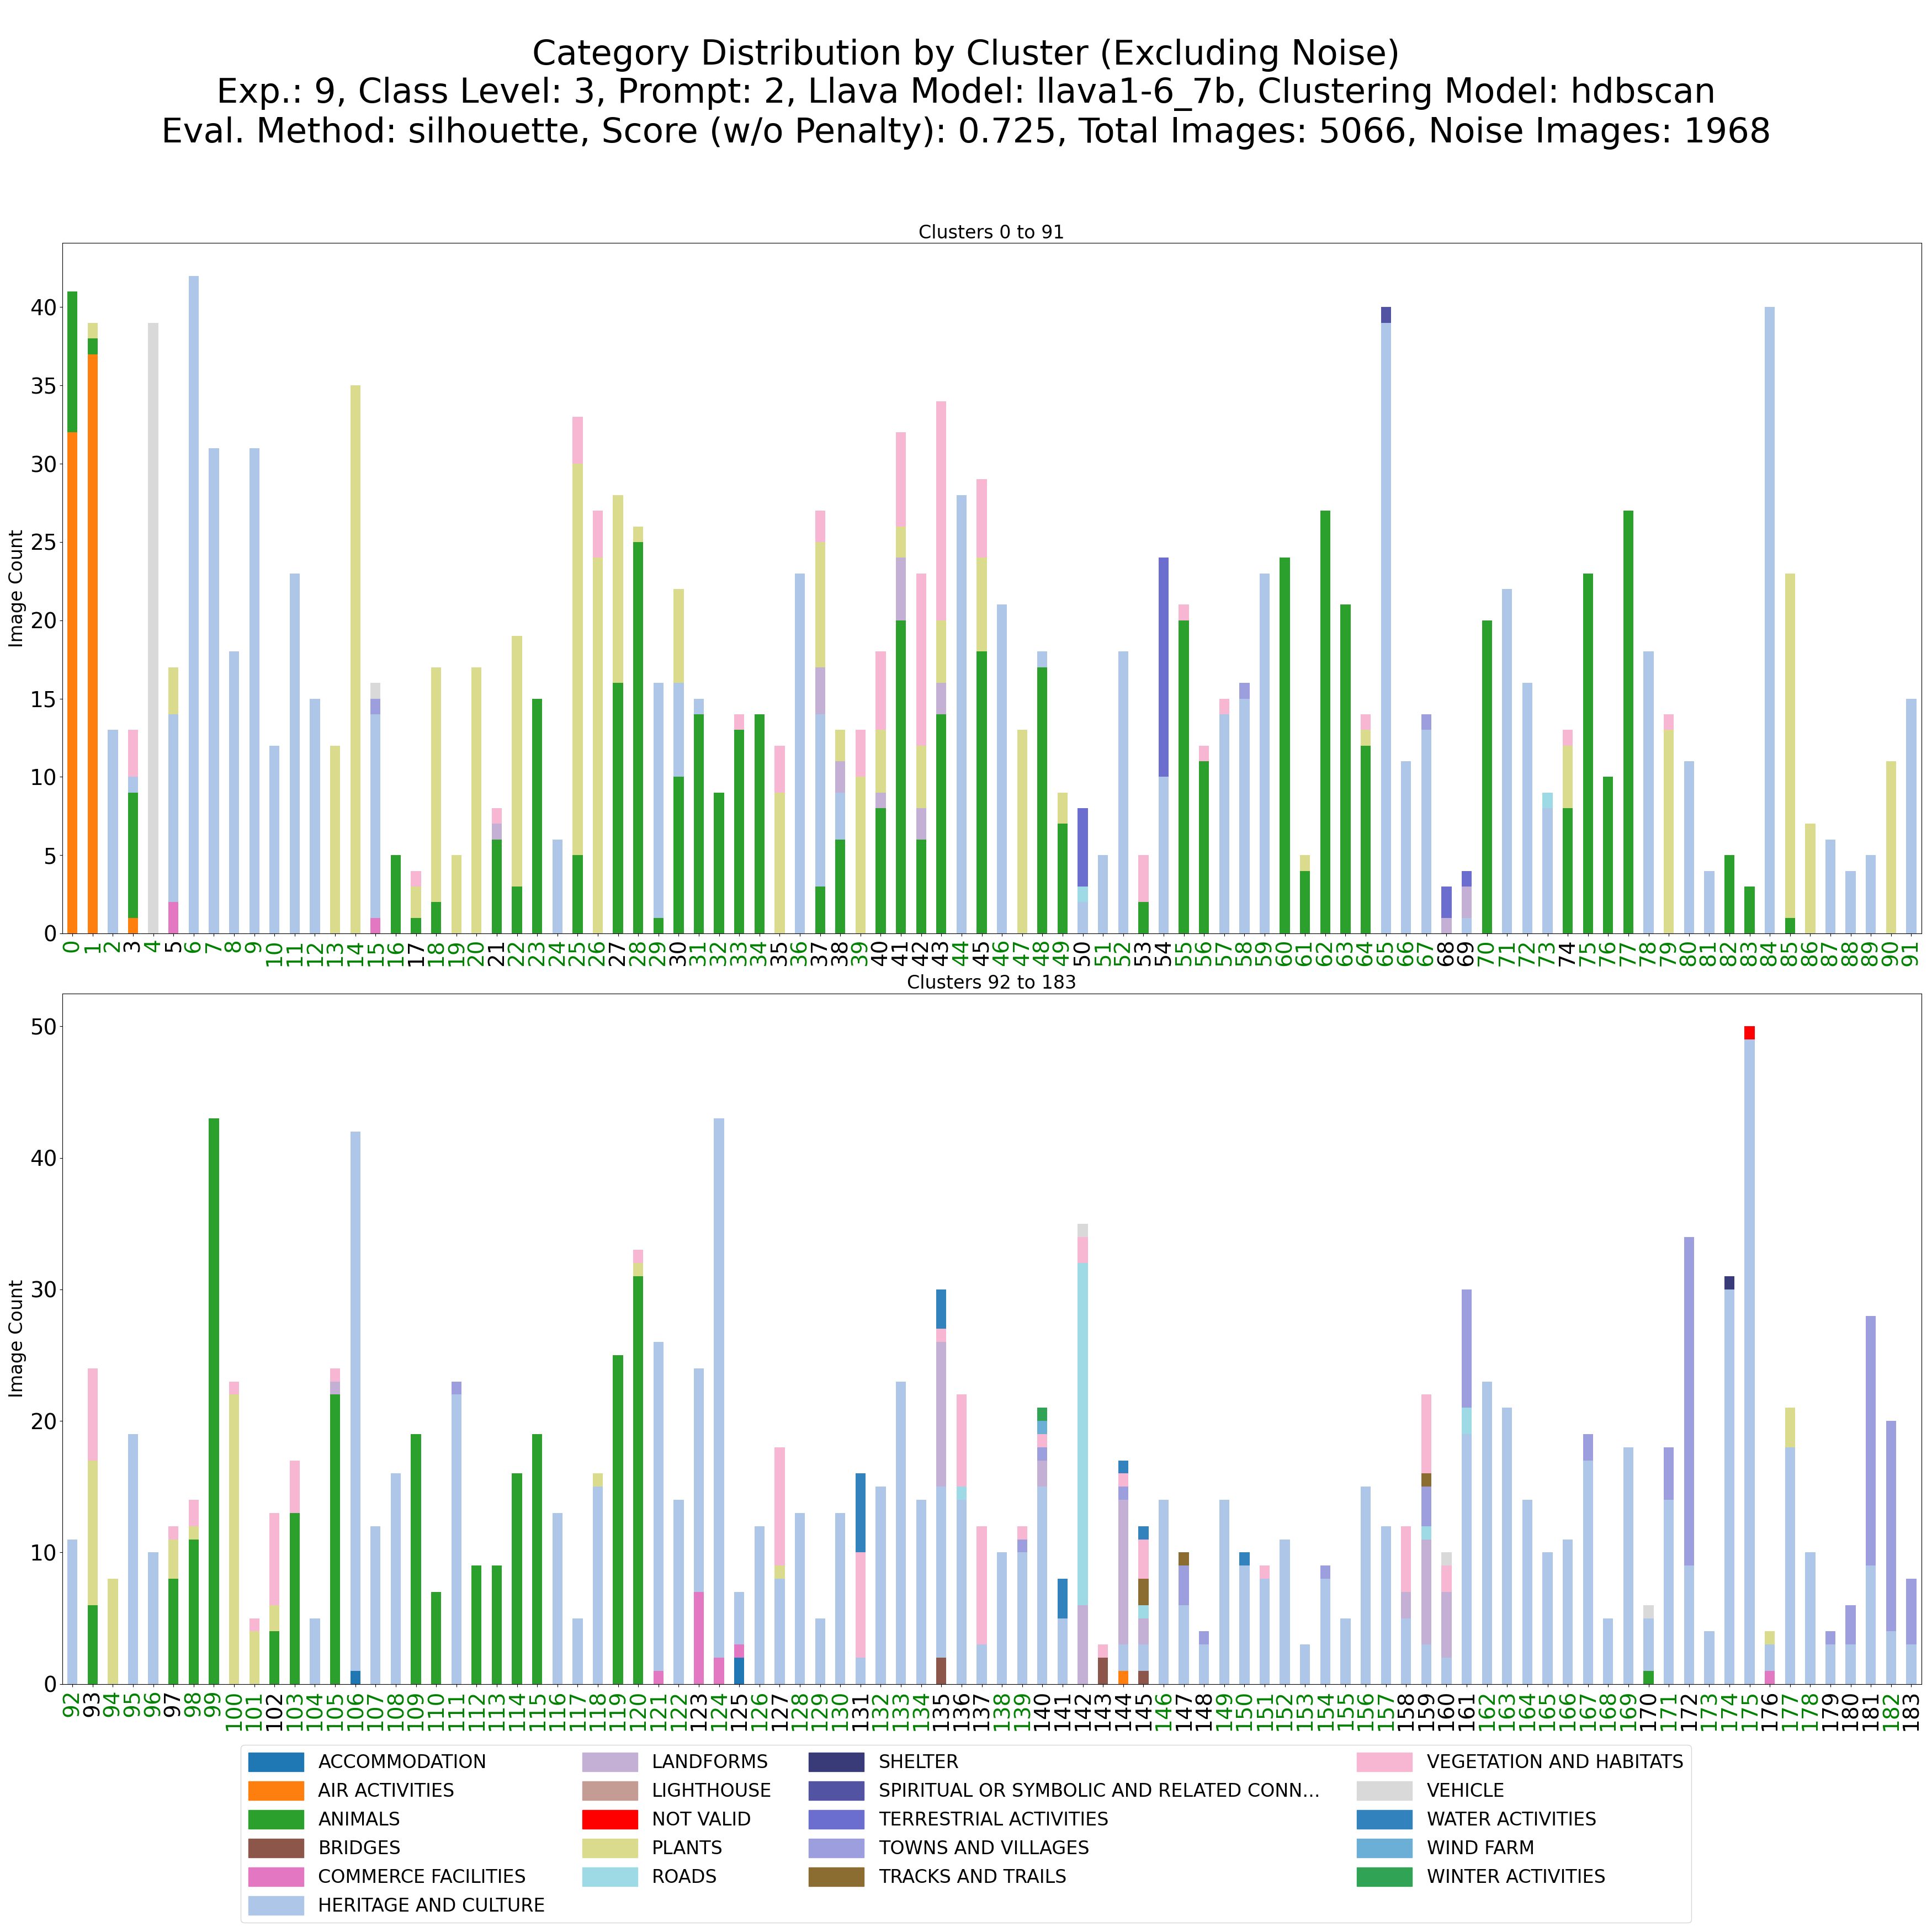 Category Distribution by Cluster (Excluding Noise)
Exp.: 9, Class Level: 3, Prompt: 2, Llava Model: llava1-6_7b, Clustering Model: hdbscan
Eval. Method: silhouette, Score (w/o Penalty): 0.725, Total Images: 5066, Noise Images: 1968
Clusters 0 to 91
Image Count
40
35
30
25
20
15
10
5
0
0 1 2 3 4 5 6 7 8 9 10 11 12 13 14 15 16 17 18 19 20 21 22 23 24 25 26 27 28 29 30 31 32 33 34 35 36 37 38 39 40 41 42 43 44 45 46 47 48 49 50 51 52 53 54 55 56 57 58 59 60 61 62 63 64 65 66 67 68 69 70 71 72 73 74 75 76 77 78 79 80 81 82 83 84 85 86 87 88 89 90 91
Clusters 92 to 183
Image Count
50
40
30
20
10
0
92 93 94 95 96 97 98 99 100 101 102 103 104 105 106 107 108 109 110 111 112 113 114 115 116 117 118 119 120 121 122 123 124 125 126 127 128 129 130 131 132 133 134 135 136 137 138 139 140 141 142 143 144 145 146 147 148 149 150 151 152 153 154 155 156 157 158 159 160 161 162 163 164 165 166 167 168 169 170 171 172 173 174 175 176 177 178 179 180 181 182 183
ACCOMMODATION
AIR ACTIVITIES
ANIMALS
BRIDGES
COMMERCE FACILITIES
HERITAGE AND CULTURE
LANDFORMS
LIGHTHOUSE
NOT VALID
PLANTS
ROADS
SHELTER
SPIRITUAL OR SYMBOLIC AND RELATED CONN...
TERRESTRIAL ACTIVITIES
TOWNS AND VILLAGES
TRACKS AND TRAILS
VEGETATION AND HABITATS
VEHICLE
WATER ACTIVITIES
WIND FARM
WINTER ACTIVITIES